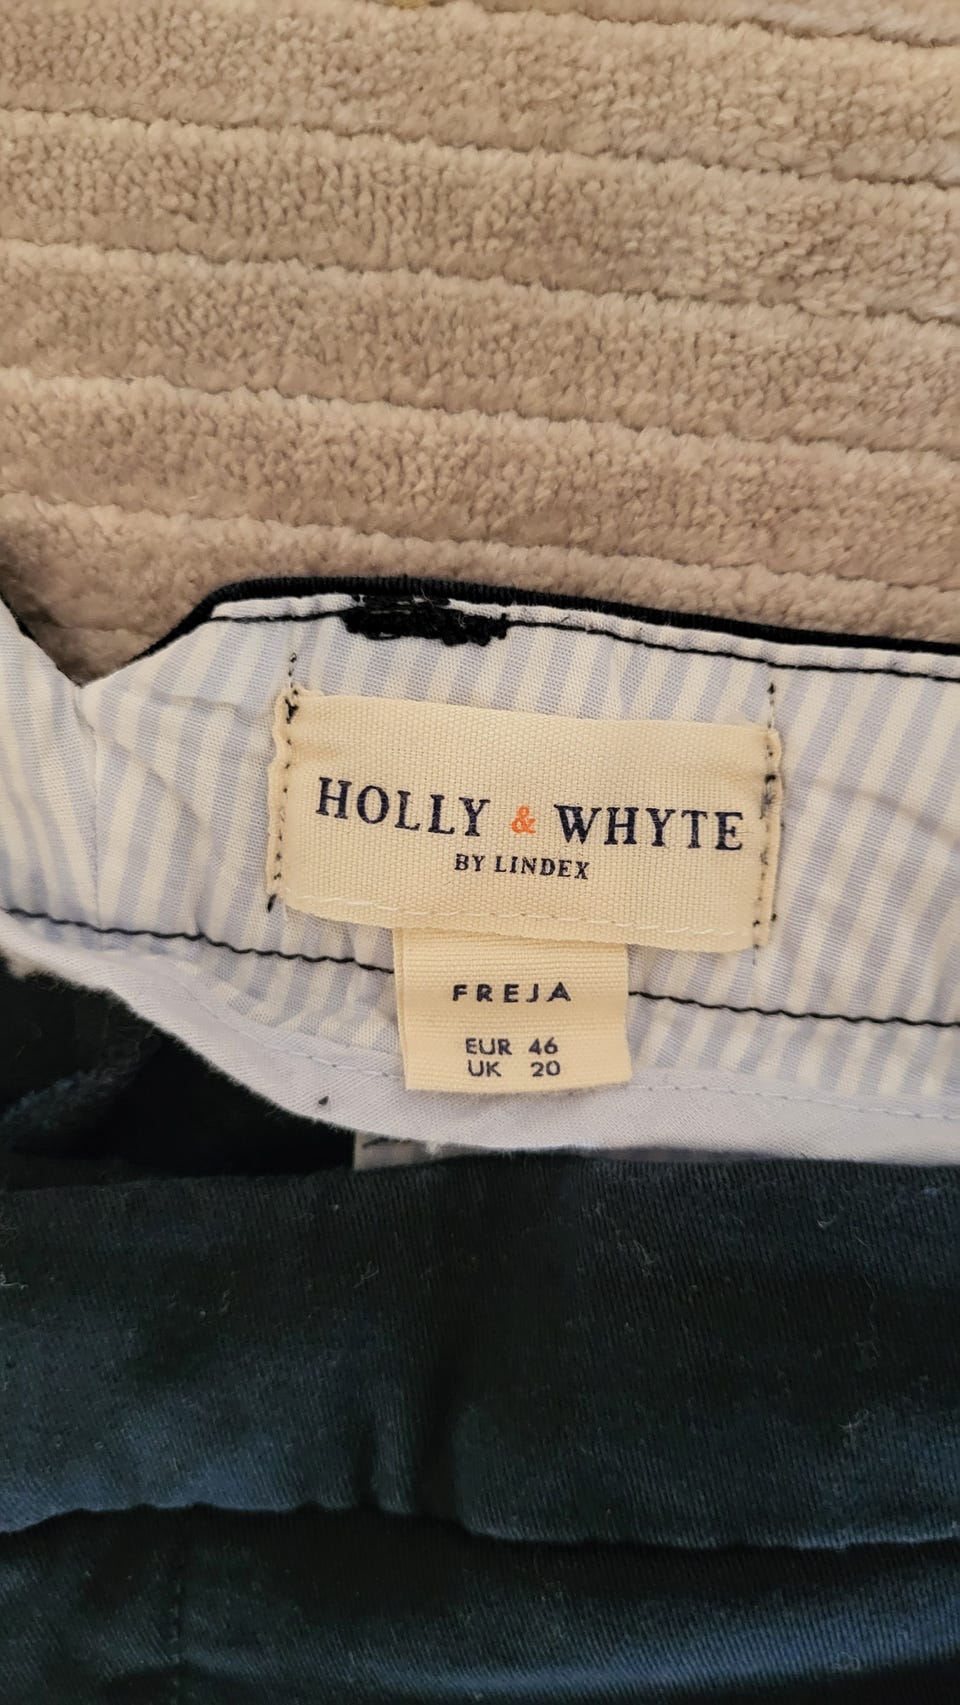 HOLLY & WHYTE
BY LINDEX
FREJA
EUR 46
UK 20